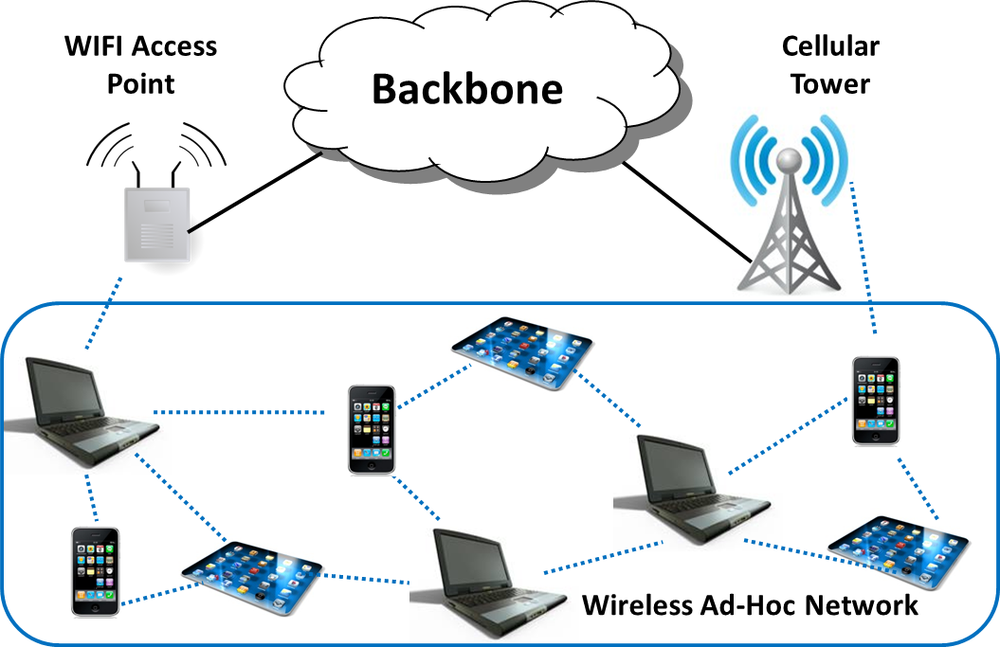 WIFI Access
Point
Backbone
Cellular
Tower
Wireless Ad-Hoc Network